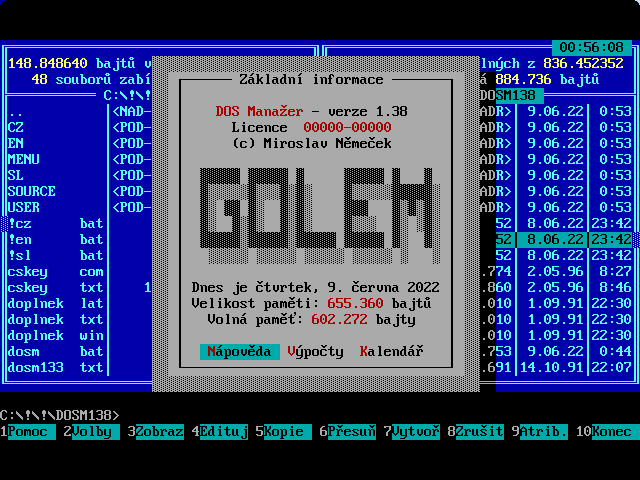 00:56:08
148.848640 bajtů v lných z 836.452352
48 souborů zabí á 884.736 bajtů
Základní informace
C:\!\! DOSM138
DOS Manažer - verze 1.38
Licence 00000-00000
(c) Miroslav Němeček
GOLEM
Dnes je čtvrtek, 9. června 2022
Velikost paměti: 655.360 bajtů
Volná paměť: 602.272 bajty
Nápověda Výpočty Kalendář
.. <NAD- ADR> 9.06.22 0:53
CZ <POD- ADR> 9.06.22 0:53
EN <POD- ADR> 9.06.22 0:53
MENU <POD- ADR> 9.06.22 0:53
SL <POD- ADR> 9.06.22 0:53
SOURCE <POD- ADR> 9.06.22 0:53
USER <POD- ADR> 9.06.22 0:53
!cz bat 52 8.06.22 23:42
!en bat 52 8.06.22 23:42
!sl bat 52 8.06.22 23:42
cskey com .774 2.05.96 8:27
cskey txt 1 .860 2.05.96 8:46
doplnek lat .010 1.09.91 22:30
doplnek txt .010 1.09.91 22:30
doplnek win .010 1.09.91 22:30
dosm bat .753 9.06.22 0:44
dosm133 txt .691 14.10.91 22:07
C:\!\!\DOSM138>
1Pomoc 2Volby 3Zobraz 4Edituj 5Kopie 6Přesuň 7Vytvoř 8Zrušit 9Atrib. 10Konec